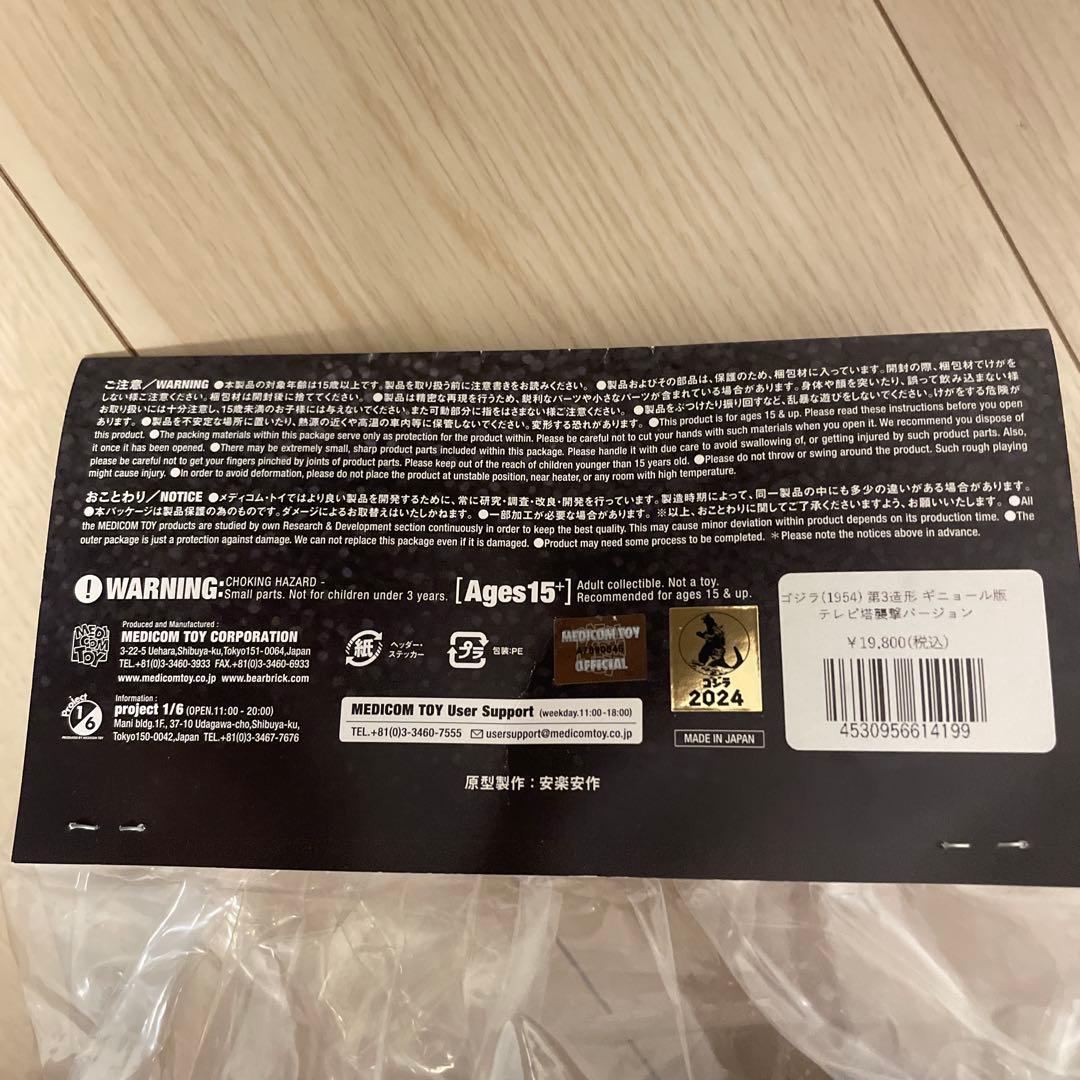 ご注意/WARNING ●本製品の対象年齢は15歳以上です。製品を取り扱う前に注意書きをお読みください。 ●製品およびその部品は、保護のため、梱包材に入っています。開封の際、梱包材でけがを
しない様ご注意ください。梱包材は開封後に捨ててください。 ●製品は精密な再現を行うため、鋭利なパーツや小さなパーツが含まれている場合があります。身体や顔を突いたり、誤って飲み込まない様
お取り扱いには十分注意し、15歳未満のお子様には与えないでください。また可動部分に指をはさまない様ご注意ください。 ●製品をぶつけたり振り回すなど、乱暴な遊びをしないでください。けがをする危険が
あります。 ●製品を不安定な場所に置いたり、熱源の近くや高温の車内等に保管しないでください。変形する恐れがあります。 ●This product is for ages 15 & up. Please read these instructions before you open
this product. ●The packing materials within this package serve only as protection for the product within. Please be careful not to cut your hands with such materials when you open it. We recommend you dispose of
it once it has been opened. ●There may be extremely small, sharp product parts included within this package. Please handle it with due care to avoid swallowing of, or getting injured by such product parts. Also,
please be careful not to get your fingers pinched by joints of product parts. Please keep out of the reach of children younger than 15 years old. ●Please do not throw or swing around the product. Such rough playing
might cause injury. ●In order to avoid deformation, please do not place the product at unstable position, near heater, or any room with high temperature.
おことわり/NOTICE ●メディコム・トイではより良い製品を開発するために、常に研究・調査・改良・開発を行っています。製造時期によって、同一製品の中にも多少の違いがある場合があります。
●本パッケージは製品保護の為のものです。ダメージによるお取替えはいたしかねます。 ●一部加工が必要な場合があります。 ※以上、おことわりに関してご了承くださいますよう、お願いいたします。 ●All
the MEDICOM TOY products are studied by own Research & Development section continuously in order to keep the best quality. This may cause minor deviation within product depends on its production time. ●The
outer package is just a protection against damage. We can not replace this package even if it is damaged. ●Product may need some process to be completed. ＊Please note the notices above in advance.
WARNING: CHOKING HAZARD -
Small parts. Not for children under 3 years.
[Ages15+] Adult collectible. Not a toy.
Recommended for ages 15 & up.
MEDICOM TOY
Produced and Manufactured :
MEDICOM TOY CORPORATION
3-22-5 Uehara,Shibuya-ku,Tokyo151-0064,Japan
TEL.+81(0)3-3460-3933 FAX.+81(0)3-3460-6933
www.medicomtoy.co.jp www.bearbrick.com
紙 ヘッダー・
ステッカー
プラ 包装:PE
MEDICOM TOY
OFFICIAL
ゴジラ
2024
MADE IN JAPAN
Project
1/6
PRODUCED BY MEDICOM TOY
Information :
project 1/6 (OPEN.11:00 - 20:00)
Mani bldg.1F., 37-10 Udagawa-cho,Shibuya-ku,
Tokyo150-0042,Japan TEL.+81(0)3-3467-7676
MEDICOM TOY User Support (weekday.11:00-18:00)
TEL.+81(0)3-3460-7555 usersupport@medicomtoy.co.jp
原型製作：安楽安作
ゴジラ(1954) 第3造形 ギニョール版
テレビ塔襲撃バージョン
￥19,800(税込)
4530956614199